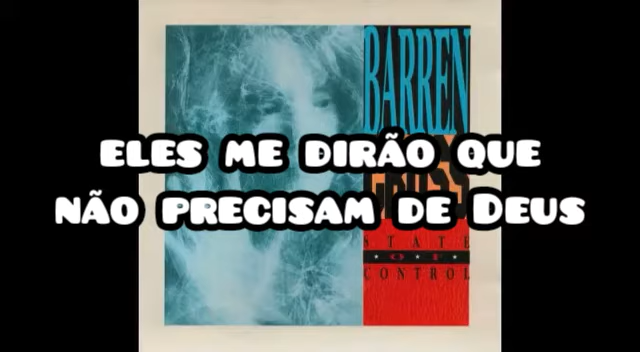 BARREN
ELES ME DIRÃO QUE
NÃO PRECISAM DE DEUS
STATE
OF
CONTROL